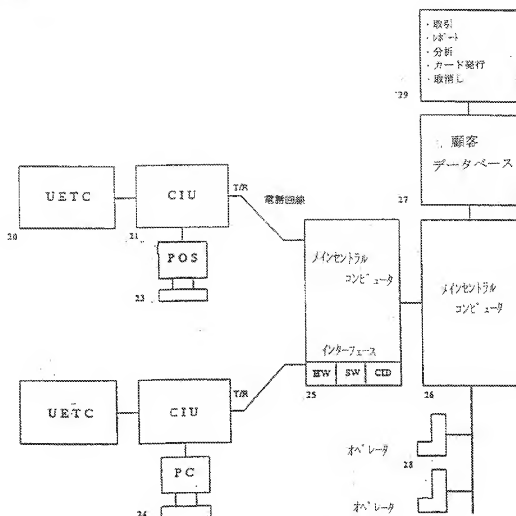 ・取引
・レポート
・分析
・カード発行
・取消し
29
顧客
データベース
27
UETC
20
CIU
21
T/R
電話回線
POS
23
メインセントラル
コンピュータ
インターフェース
HW SW CID
25
メインセントラル
コンピュータ
26
UETC
CIU
T/R
PC
24
オペレータ
28
オペレータ